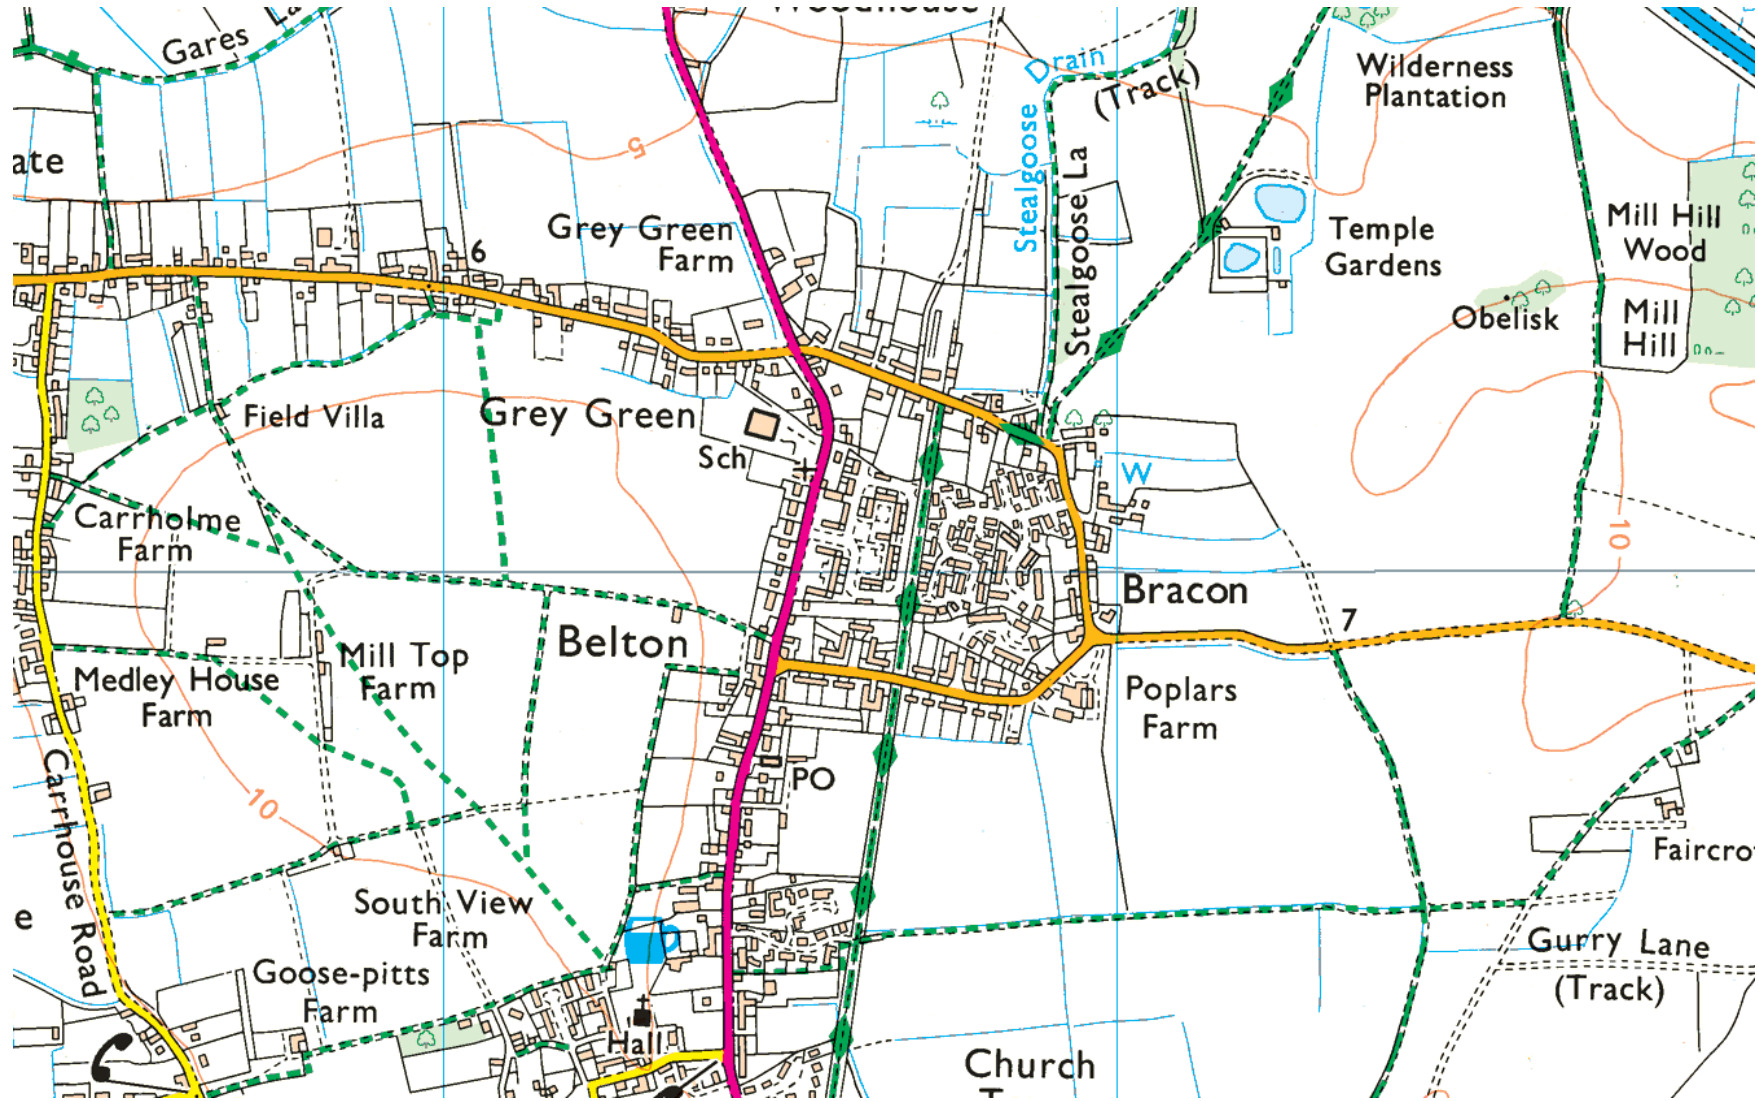 Gares
La
Woodhouse
Drain
(Track)
Stealgoose
Stealgoose La
Wilderness
Plantation
5
ate
Grey Green
Farm
6
Temple
Gardens
Mill Hill
Wood
Obelisk
Mill
Hill
Field Villa
Grey Green
Sch
W
Carrholme
Farm
10
Bracon
7
Belton
Mill Top
Farm
Medley House
Farm
Poplars
Farm
PO
10
Carrhouse Road
Faircro
South View
Farm
e
Gurry Lane
(Track)
Goose-pitts
Farm
Hall
Church